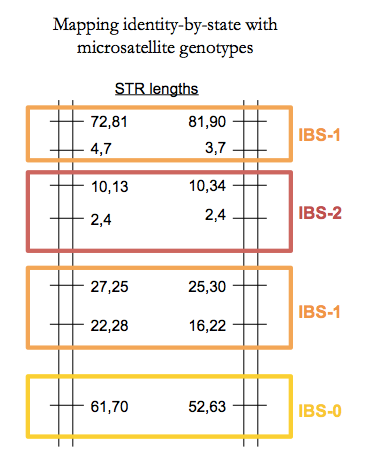 Mapping identity-by-state with
microsatellite genotypes
STR lengths
72,81 81,90
4,7 3,7
IBS-1
10,13 10,34
2,4 2,4
IBS-2
27,25 25,30
22,28 16,22
IBS-1
61,70 52,63
IBS-0